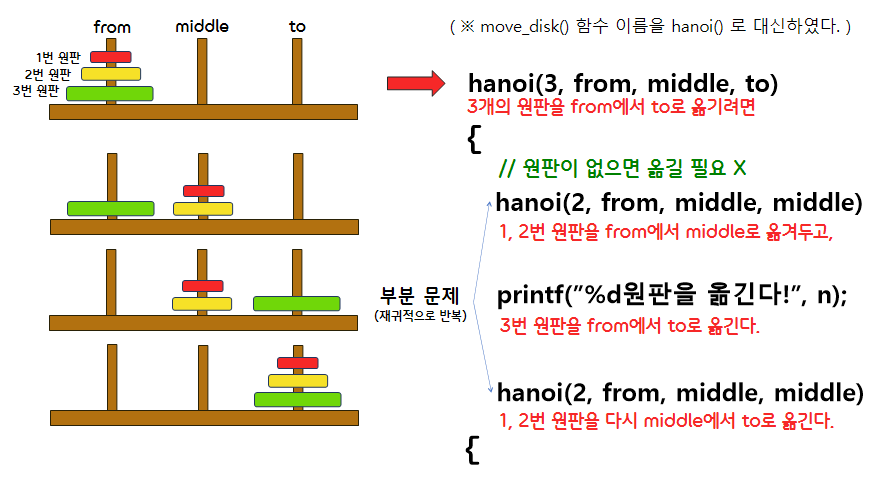 from middle to
( ※ move_disk() 함수 이름을 hanoi() 로 대신하였다. )
1번 원판
2번 원판
3번 원판
hanoi(3, from, middle, to)
3개의 원판을 from에서 to로 옮기려면
{
// 원판이 없으면 옮길 필요 X
hanoi(2, from, middle, middle)
1, 2번 원판을 from에서 middle로 옮겨두고,
부분 문제
(재귀적으로 반복)
printf(”%d원판을 옮긴다!”, n);
3번 원판을 from에서 to로 옮긴다.
hanoi(2, from, middle, middle)
1, 2번 원판을 다시 middle에서 to로 옮긴다.
{